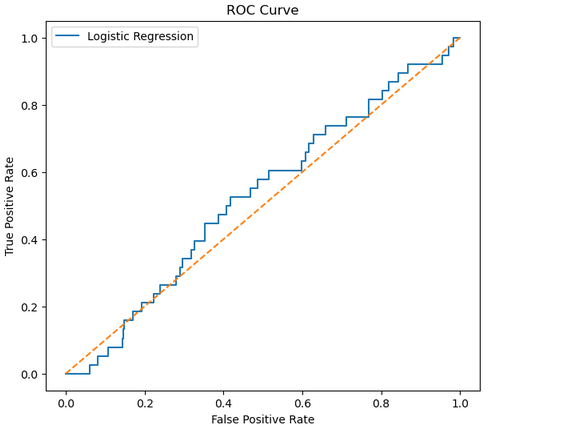 ROC Curve
Logistic Regression
1.0
0.8
0.6
0.4
0.2
0.0
True Positive Rate
0.0 0.2 0.4 0.6 0.8 1.0
False Positive Rate